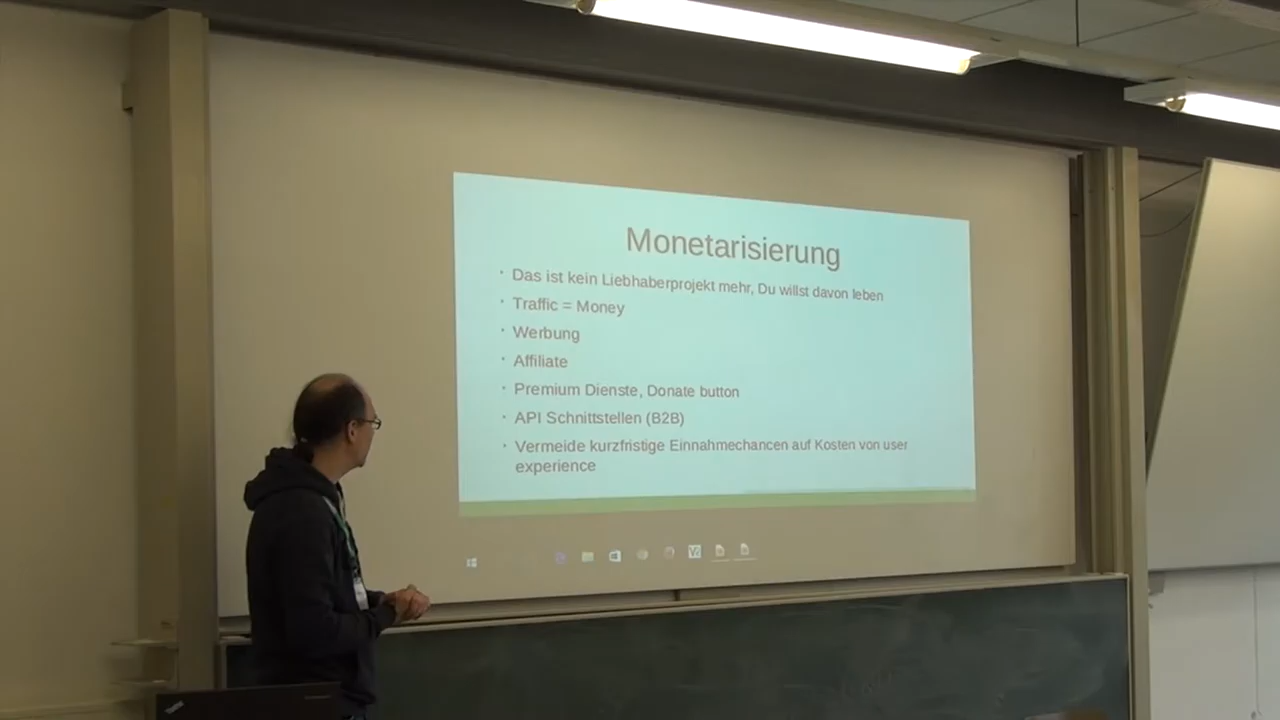 Monetarisierung
Das ist kein Liebhaberprojekt mehr, Du willst davon leben
Traffic = Money
Werbung
Affiliate
Premium Dienste, Donate button
API Schnittstellen (B2B)
Vermeide kurzfristige Einnahmechancen auf Kosten von user
experience